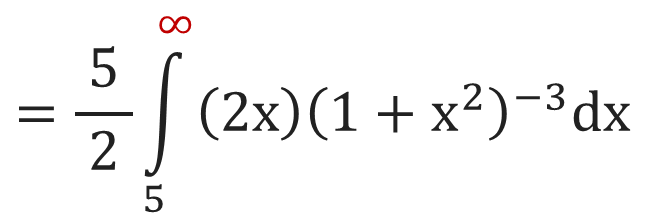 = 5/2 ∫₅^∞ (2x)(1 + x²)⁻³dx